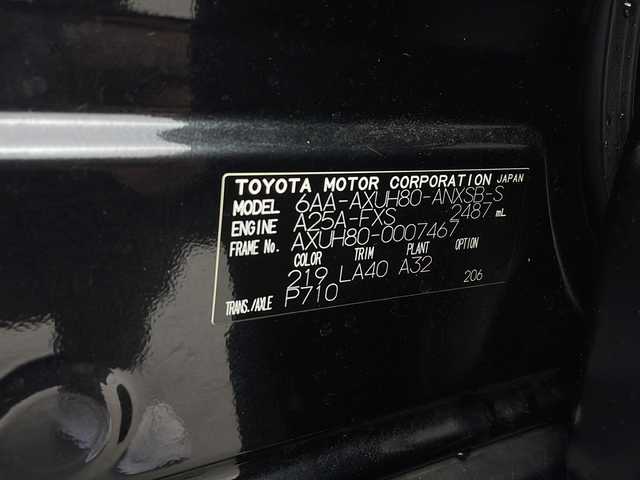 TOYOTA MOTOR CORPORATION JAPAN
MODEL 6AA-AXUH80-ANXSB-S
ENGINE A25A-FXS 2487 mL
FRAME No. AXUH80-0007467
COLOR TRIM PLANT OPTION
219 LA40 A32 206
TRANS./AXLE P710